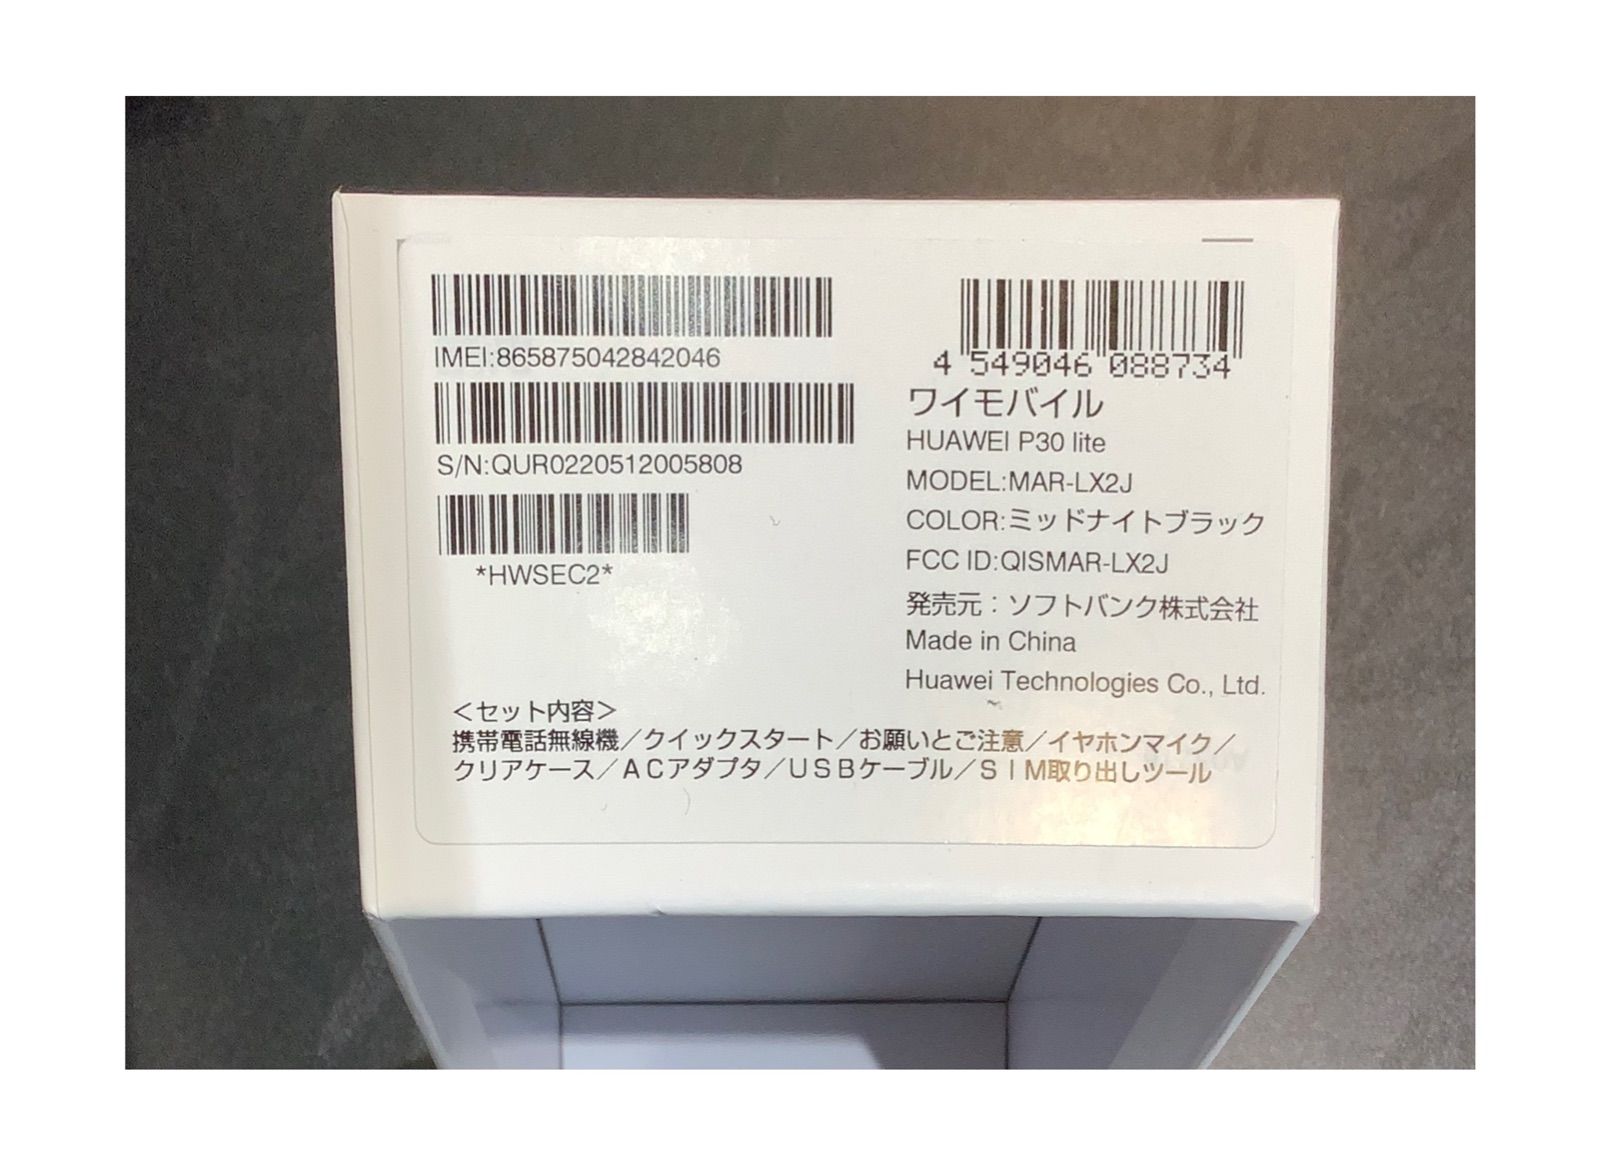 IMEI:865875042842046
S/N:QUR0220512005808
*HWSEC2*
4 549046 088734
ワイモバイル
HUAWEI P30 lite
MODEL:MAR-LX2J
COLOR:ミッドナイトブラック
FCC ID:QISMAR-LX2J
発売元：ソフトバンク株式会社
Made in China
Huawei Technologies Co., Ltd.
＜セット内容＞
携帯電話無線機／クイックスタート／お願いとご注意／イヤホンマイク／
クリアケース／ＡＣアダプタ／ＵＳＢケーブル／ＳＩＭ取り出しツール